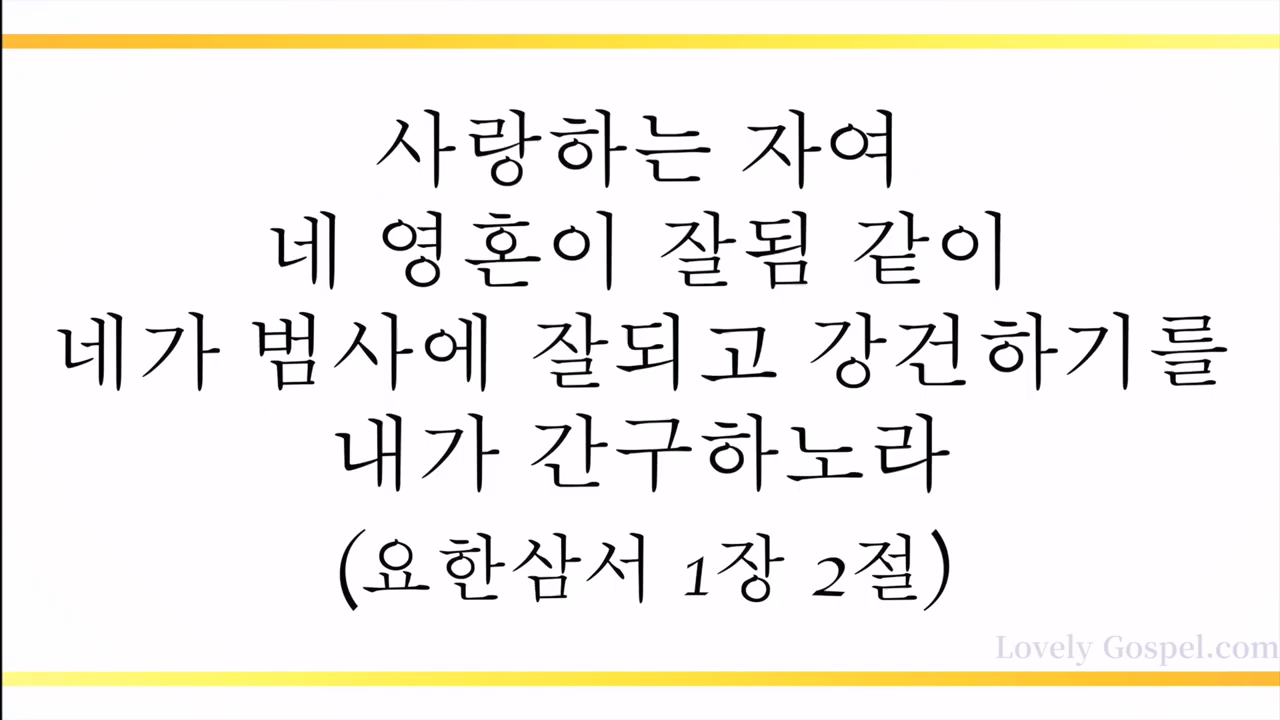 사랑하는 자여
네 영혼이 잘됨 같이
네가 범사에 잘되고 강건하기를
내가 간구하노라
(요한삼서 1장 2절)
Lovely Gospel.com